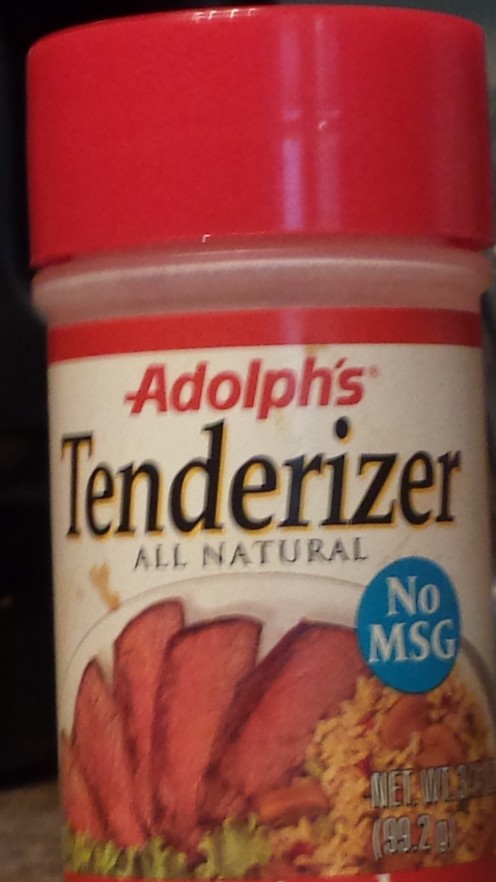 Adolph's®
Tenderizer
ALL NATURAL
No
MSG
NET. WT.
(99.2 g)